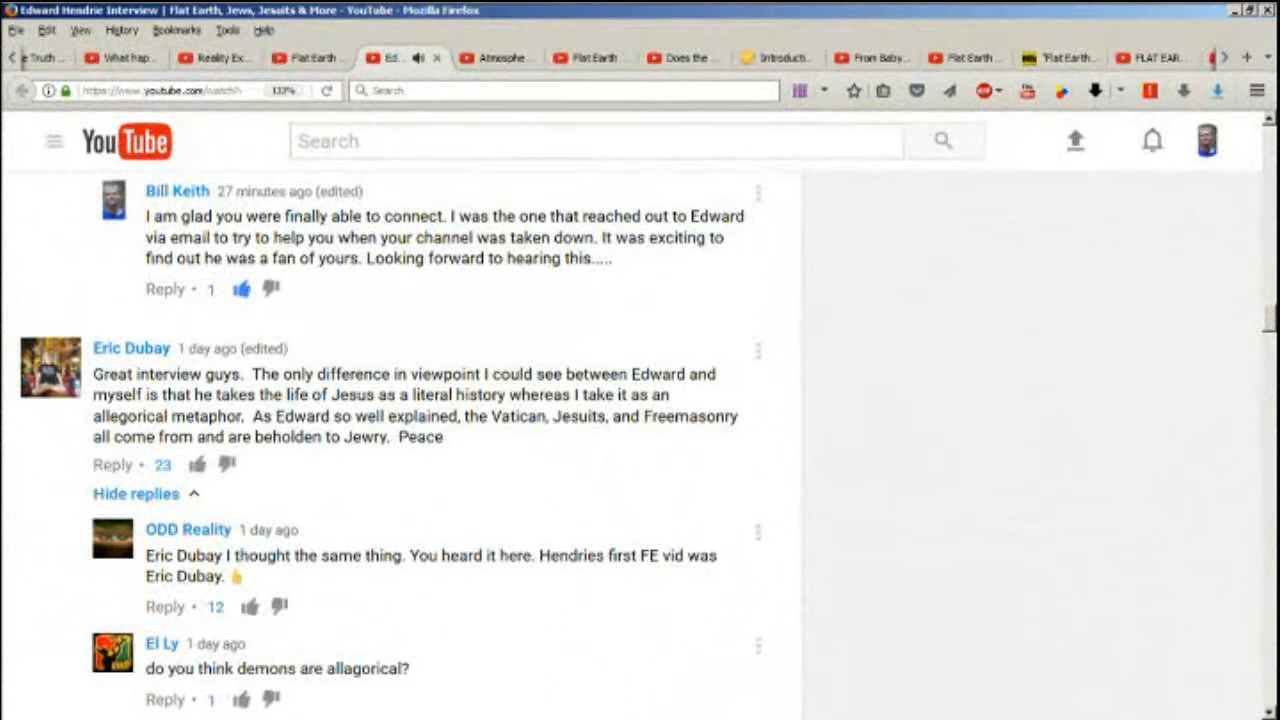 Edward Hendrie Interview | Flat Earth, Jews, Jesuits & More - YouTube - Mozilla Firefox
File Edit View History Bookmarks Tools Help
e Truth ... What hap... Reality Ex... Flat Earth ... Ed... Atmosphe... Flat Earth ... Does the ... Introducti... From Baby... Flat Earth ... "Flat Earth... FLAT EAR...
https://www.youtube.com/watch 133% Search
YouTube Search
Bill Keith 27 minutes ago (edited)
I am glad you were finally able to connect. I was the one that reached out to Edward
via email to try to help you when your channel was taken down. It was exciting to
find out he was a fan of yours. Looking forward to hearing this.....
Reply • 1
Eric Dubay 1 day ago (edited)
Great interview guys. The only difference in viewpoint I could see between Edward and
myself is that he takes the life of Jesus as a literal history whereas I take it as an
allegorical metaphor. As Edward so well explained, the Vatican, Jesuits, and Freemasonry
all come from and are beholden to Jewry. Peace
Reply • 23
Hide replies
ODD Reality 1 day ago
Eric Dubay I thought the same thing. You heard it here. Hendries first FE vid was
Eric Dubay. 
Reply • 12
El Ly 1 day ago
do you think demons are allagorical?
Reply • 1